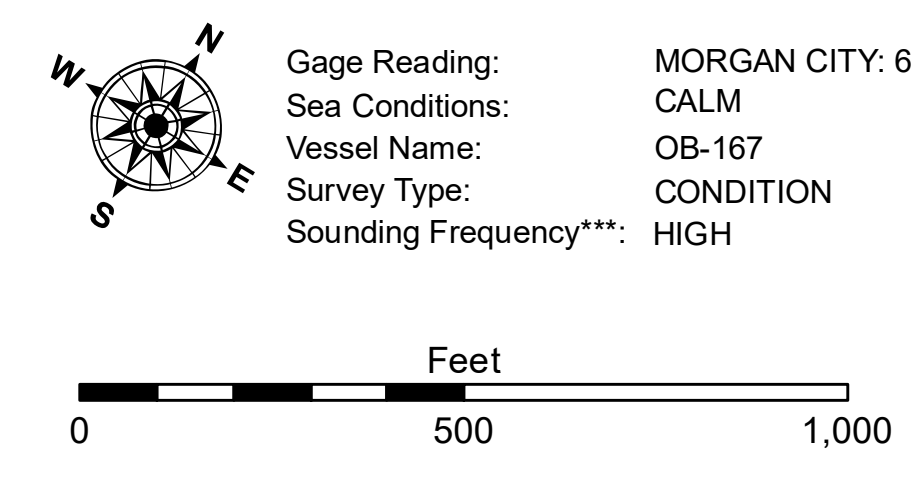 N
W
E
S
Gage Reading: MORGAN CITY: 6
Sea Conditions: CALM
Vessel Name: OB-167
Survey Type: CONDITION
Sounding Frequency***: HIGH
Feet
0 500 1,000